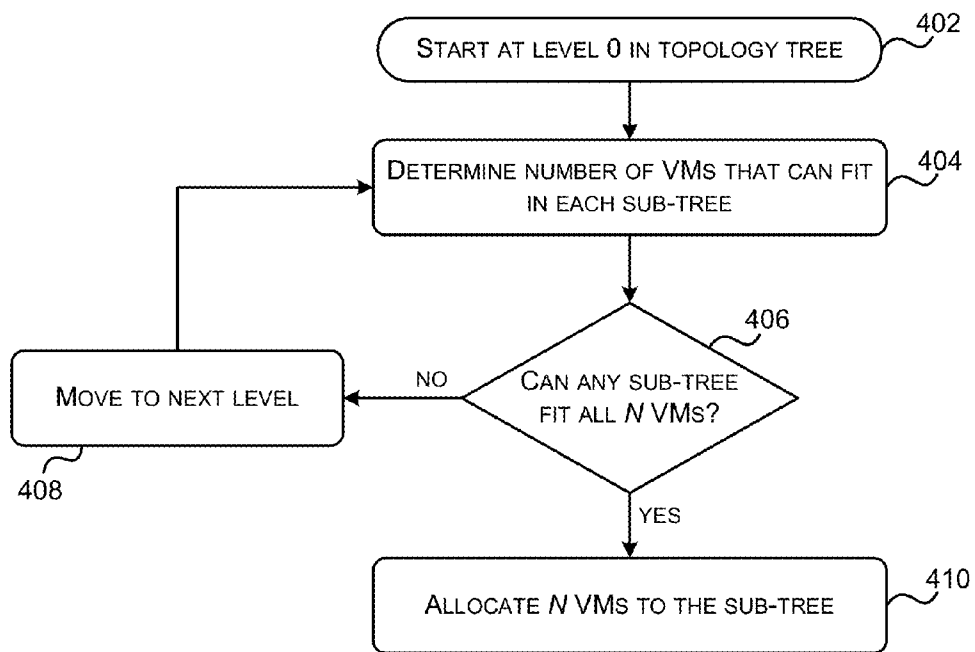 402
START AT LEVEL 0 IN TOPOLOGY TREE
DETERMINE NUMBER OF VMS THAT CAN FIT
IN EACH SUB-TREE
404
406
CAN ANY SUB-TREE
FIT ALL N VMS?
NO
MOVE TO NEXT LEVEL
408
YES
ALLOCATE N VMS TO THE SUB-TREE
410